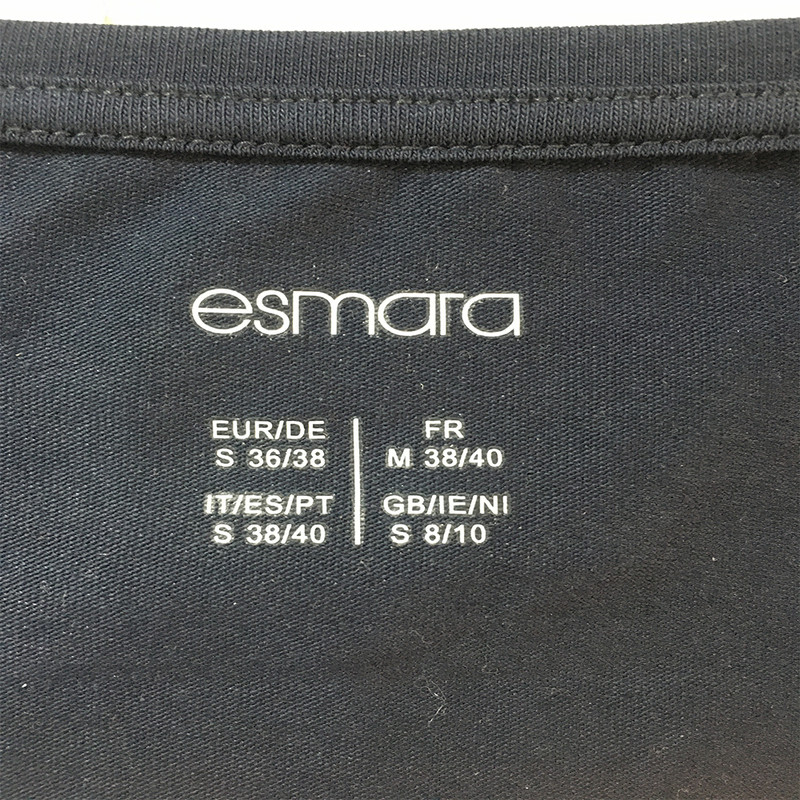 esmara
EUR/DE
S 36/38
FR
M 38/40
IT/ES/PT
S 38/40
GB/IE/NI
S 8/10